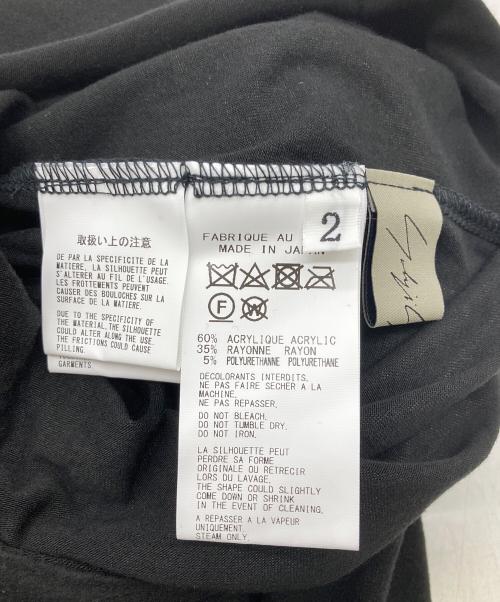 取扱い上の注意
DE PAR LA SPECIFICITE DE LA
MATIERE, LA SILHOUETTE PEUT
S'ALTERER AU FIL DE L'USAGE.
LES FROTTEMENTS PEUVENT
CAUSER DES BOULOCHES SUR LA
SURFACE DE LA MATIERE.
DUE TO THE SPECIFICITY OF
THE MATERIAL,THE SILHOUETTE
COULD ALTER ALONG THE USE.
THE FRICTIONS COULD CAUSE
PILLING.
GARMENTS
2
FABRIQUE AU
MADE IN JAPAN
F
W
60% ACRYLIQUE ACRYLIC
35% RAYONNE RAYON
5% POLYURETHANNE POLYURETHANE
DECOLORANTS INTERDITS.
NE PAS FAIRE SECHER A LA
MACHINE.
NE PAS REPASSER.
DO NOT BLEACH.
DO NOT TUMBLE DRY.
DO NOT IRON.
LA SILHOUETTE PEUT
PERDRE SA FORME
ORIGINALE OU RETRECIR
LORS DU LAVAGE.
THE SHAPE COULD SLIGHTLY
COME DOWN OR SHRINK
IN THE EVENT OF CLEANING.
A REPASSER A LA VAPEUR
UNIQUEMENT.
STEAM ONLY.